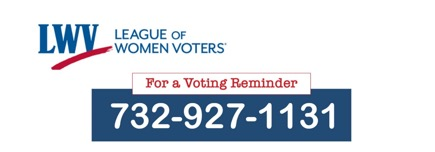 LWV LEAGUE OF
WOMEN VOTERS®
For a Voting Reminder
732-927-1131